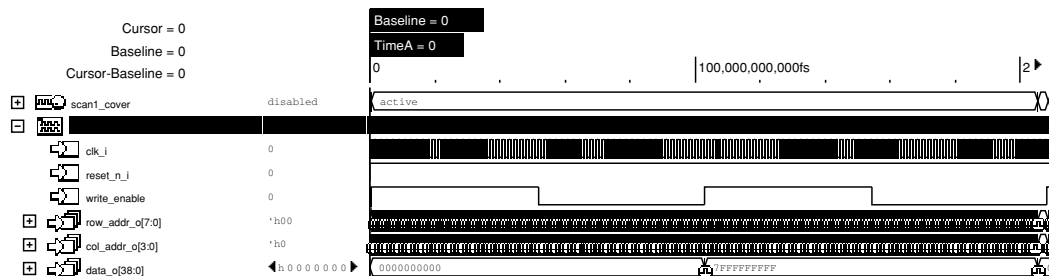 Cursor = 0
Baseline = 0
Cursor-Baseline = 0
Baseline = 0
TimeA = 0
0 100,000,000,000fs 2
scan1_cover disabled active
clk_i 0
reset_n_i 0
write_enable 0
row_addr_o[7:0] 'h00
col_addr_o[3:0] 'h0
data_o[38:0] h0000000 0000000000 7FFFFFFFFF